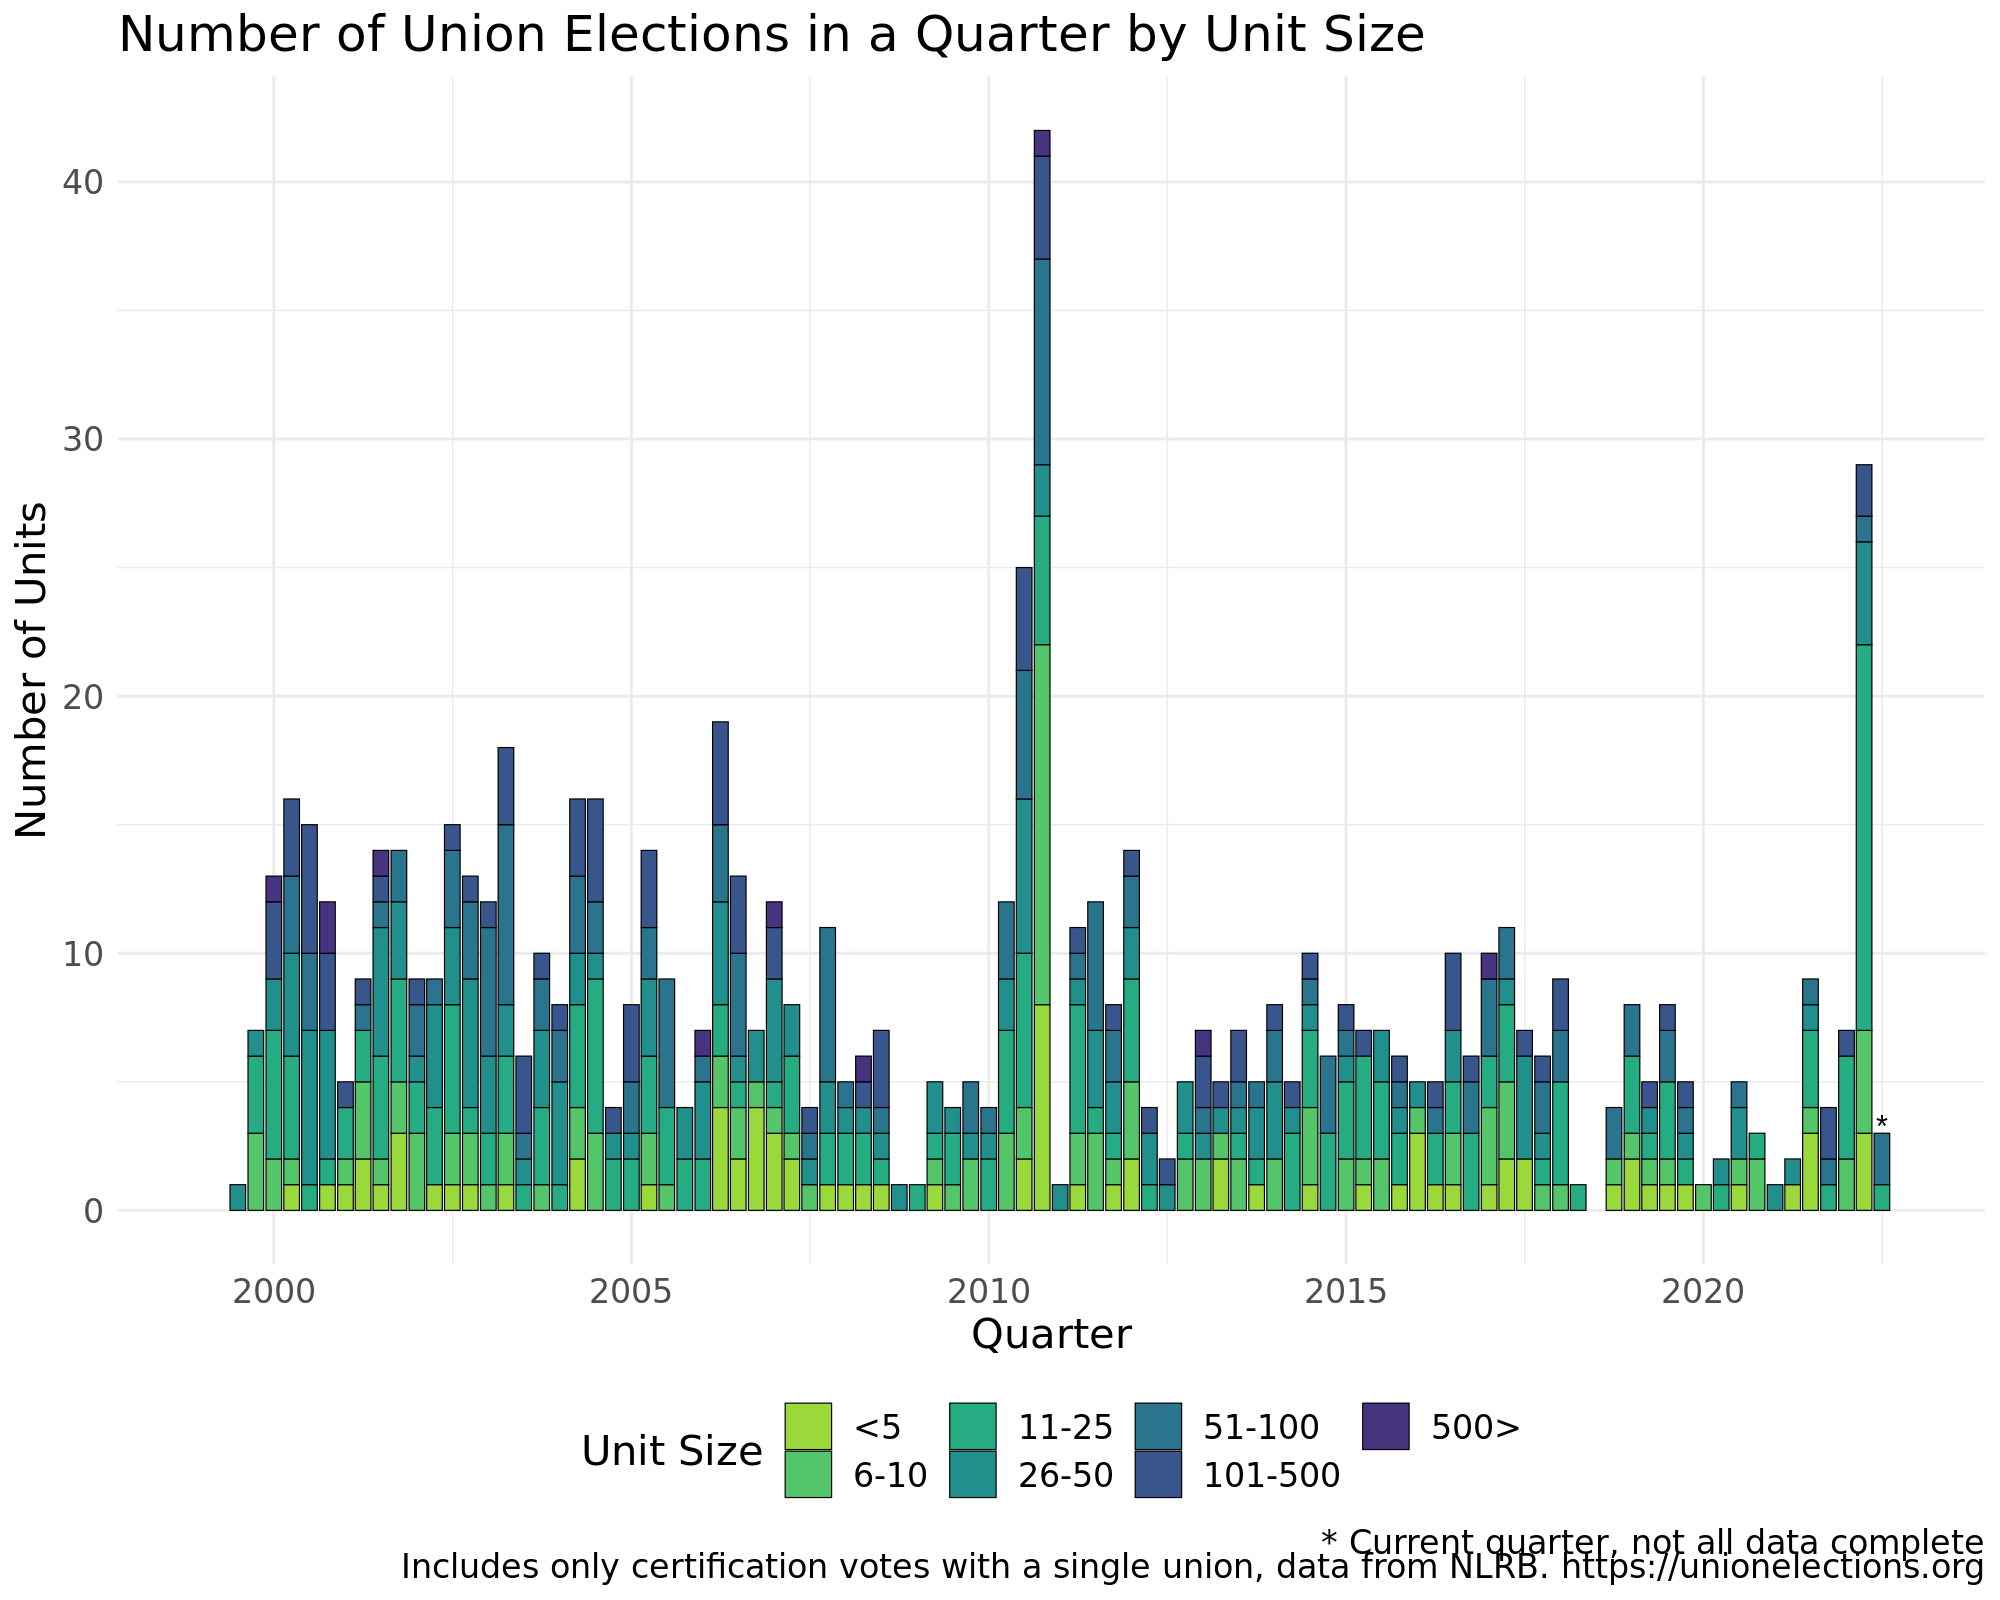 Number of Union Elections in a Quarter by Unit Size
Number of Units
40
30
20
10
0
*
2000 2005 2010 2015 2020
Quarter
Unit Size
<5 11-25 51-100 500>
6-10 26-50 101-500
* Current quarter, not all data complete
Includes only certification votes with a single union, data from NLRB. https://unionelections.org